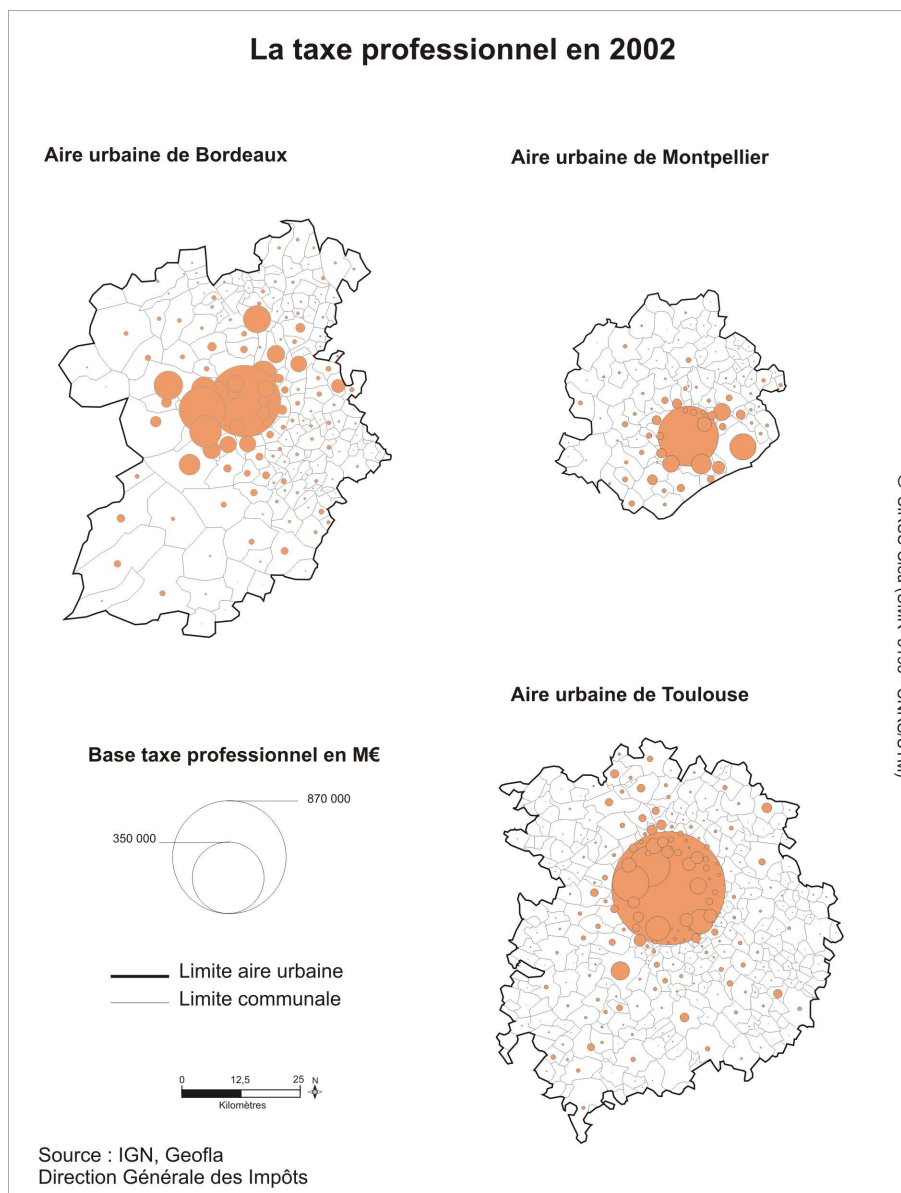 La taxe professionnel en 2002
Aire urbaine de Bordeaux
Aire urbaine de Montpellier
Aire urbaine de Toulouse
Base taxe professionnel en M€
870 000
350 000
Limite aire urbaine
Limite communale
0 12,5 25 N
Kilomètres
Source : IGN, Geofla
Direction Générale des Impôts